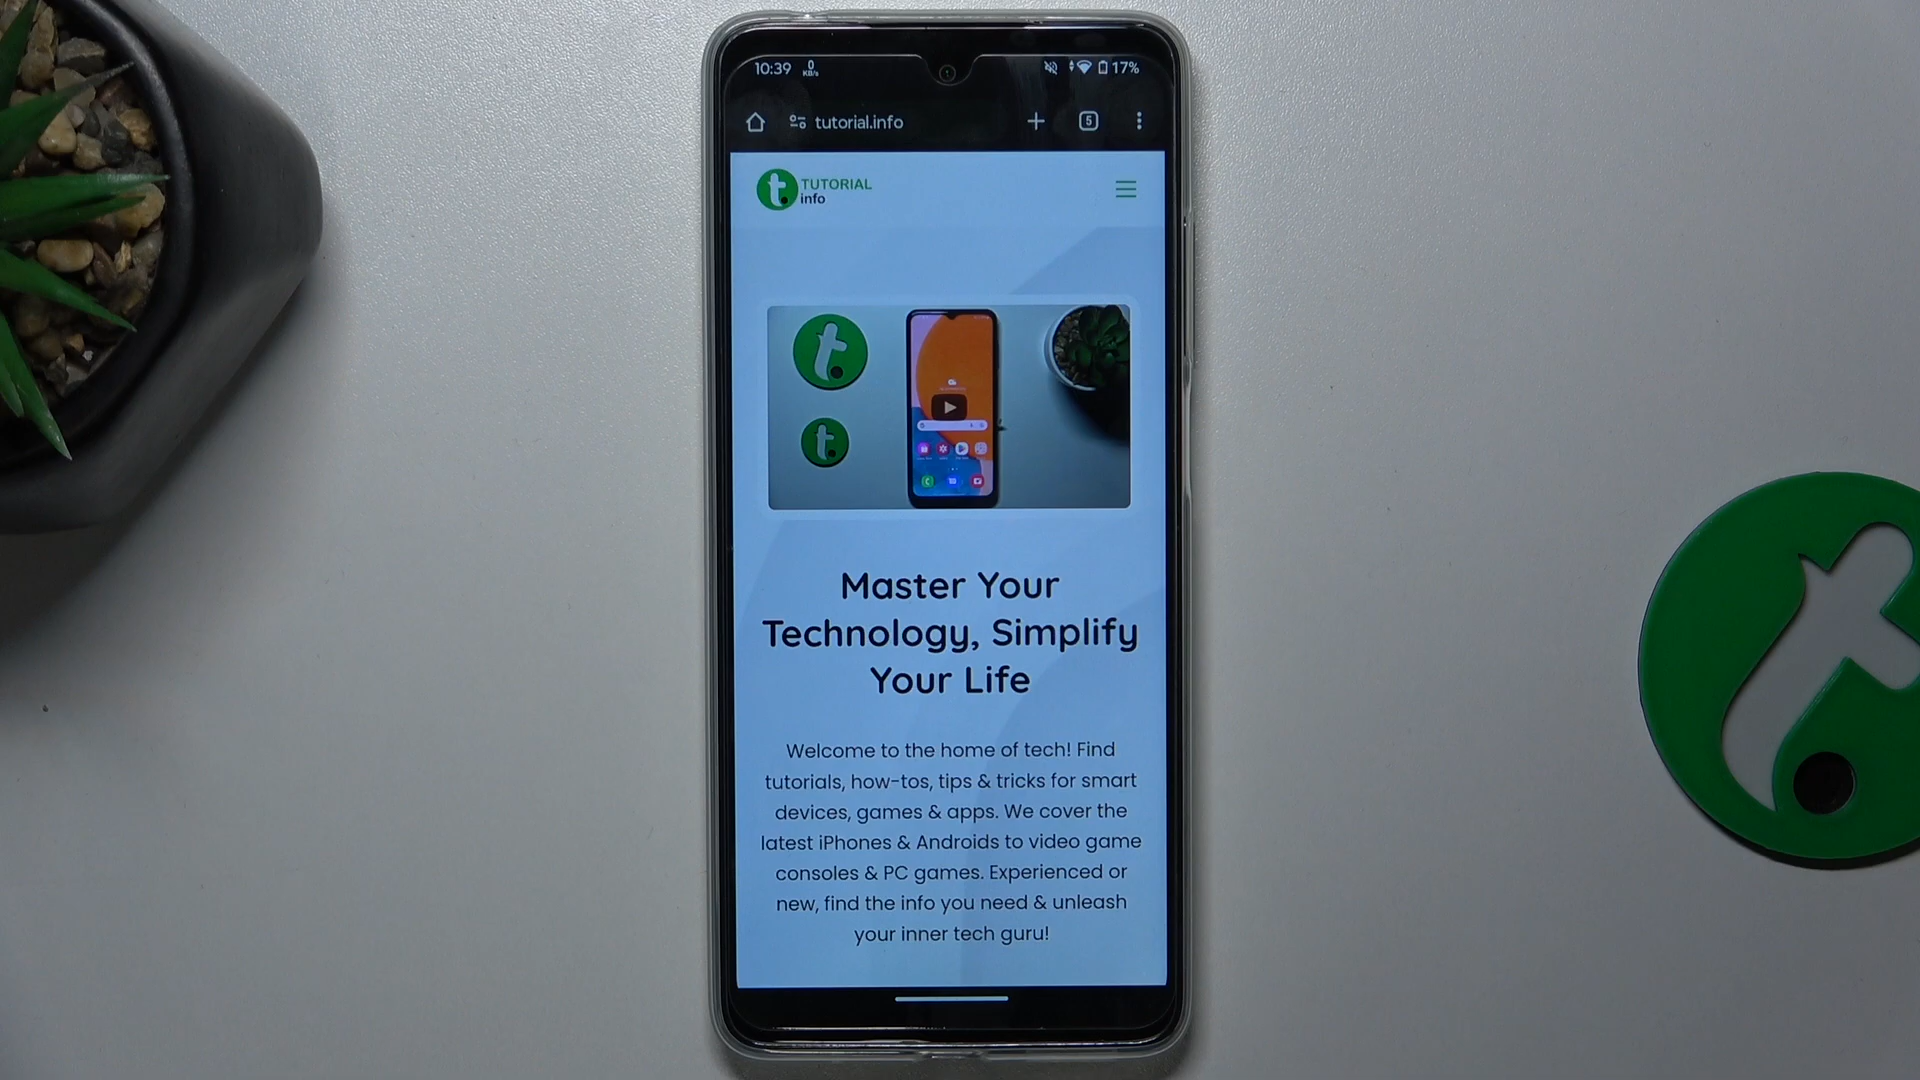 10:39
0
KB/s
17%
tutorial.info
5
TUTORIAL
info
Master Your
Technology, Simplify
Your Life
Welcome to the home of tech! Find
tutorials, how-tos, tips & tricks for smart
devices, games & apps. We cover the
latest iPhones & Androids to video game
consoles & PC games. Experienced or
new, find the info you need & unleash
your inner tech guru!